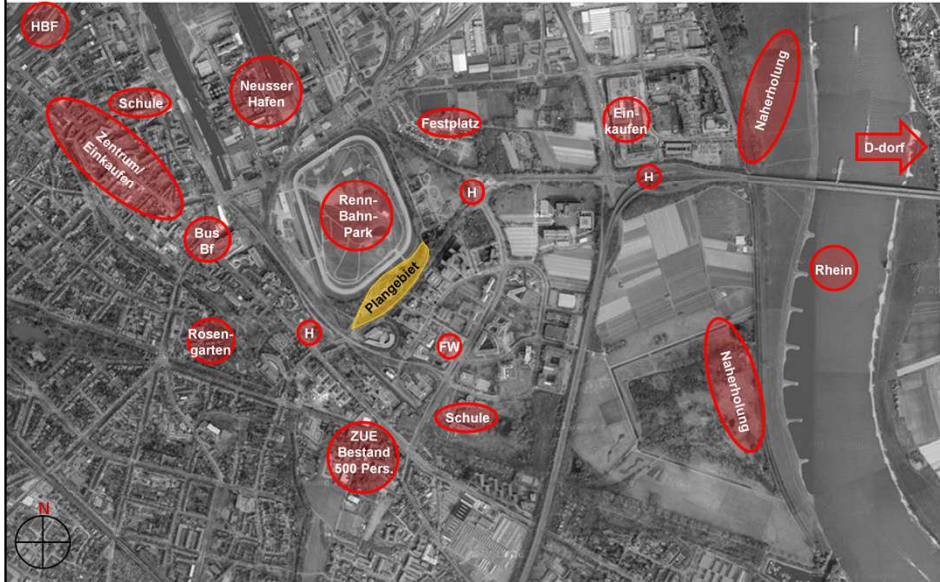 HBF
Schule
Zentrum/
Einkaufen
Neusser
Hafen
Festplatz
Ein-
kaufen
Naherholung
D-dorf
H
H
Renn-
Bahn-
Park
Bus
Bf
Plangebiet
Rhein
Rosen-
garten
H
FW
Naherholung
Schule
ZUE
Bestand
500 Pers.
N